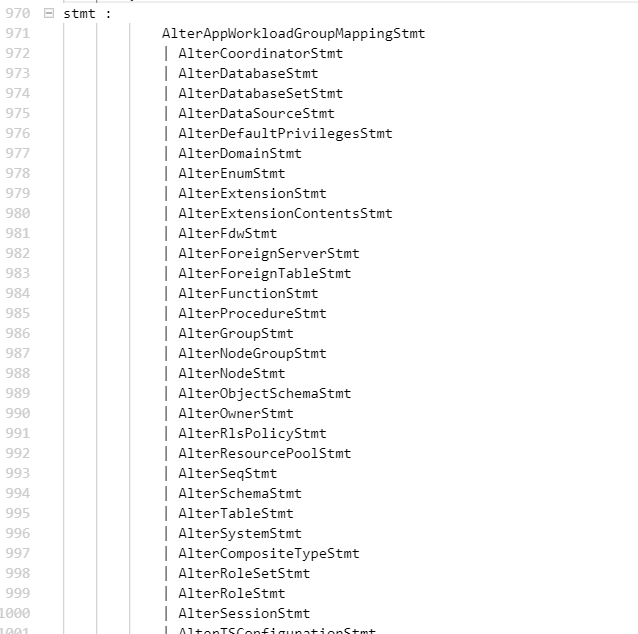 970 stmt :
971 AlterAppWorkloadGroupMappingStmt
972 | AlterCoordinatorStmt
973 | AlterDatabaseStmt
974 | AlterDatabaseSetStmt
975 | AlterDataSourceStmt
976 | AlterDefaultPrivilegesStmt
977 | AlterDomainStmt
978 | AlterEnumStmt
979 | AlterExtensionStmt
980 | AlterExtensionContentsStmt
981 | AlterFdwStmt
982 | AlterForeignServerStmt
983 | AlterForeignTableStmt
984 | AlterFunctionStmt
985 | AlterProcedureStmt
986 | AlterGroupStmt
987 | AlterNodeGroupStmt
988 | AlterNodeStmt
989 | AlterObjectSchemaStmt
990 | AlterOwnerStmt
991 | AlterRlsPolicyStmt
992 | AlterResourcePoolStmt
993 | AlterSeqStmt
994 | AlterSchemaStmt
995 | AlterTableStmt
996 | AlterSystemStmt
997 | AlterCompositeTypeStmt
998 | AlterRoleSetStmt
999 | AlterRoleStmt
1000 | AlterSessionStmt
1001 | AlterTSConfigurationStmt